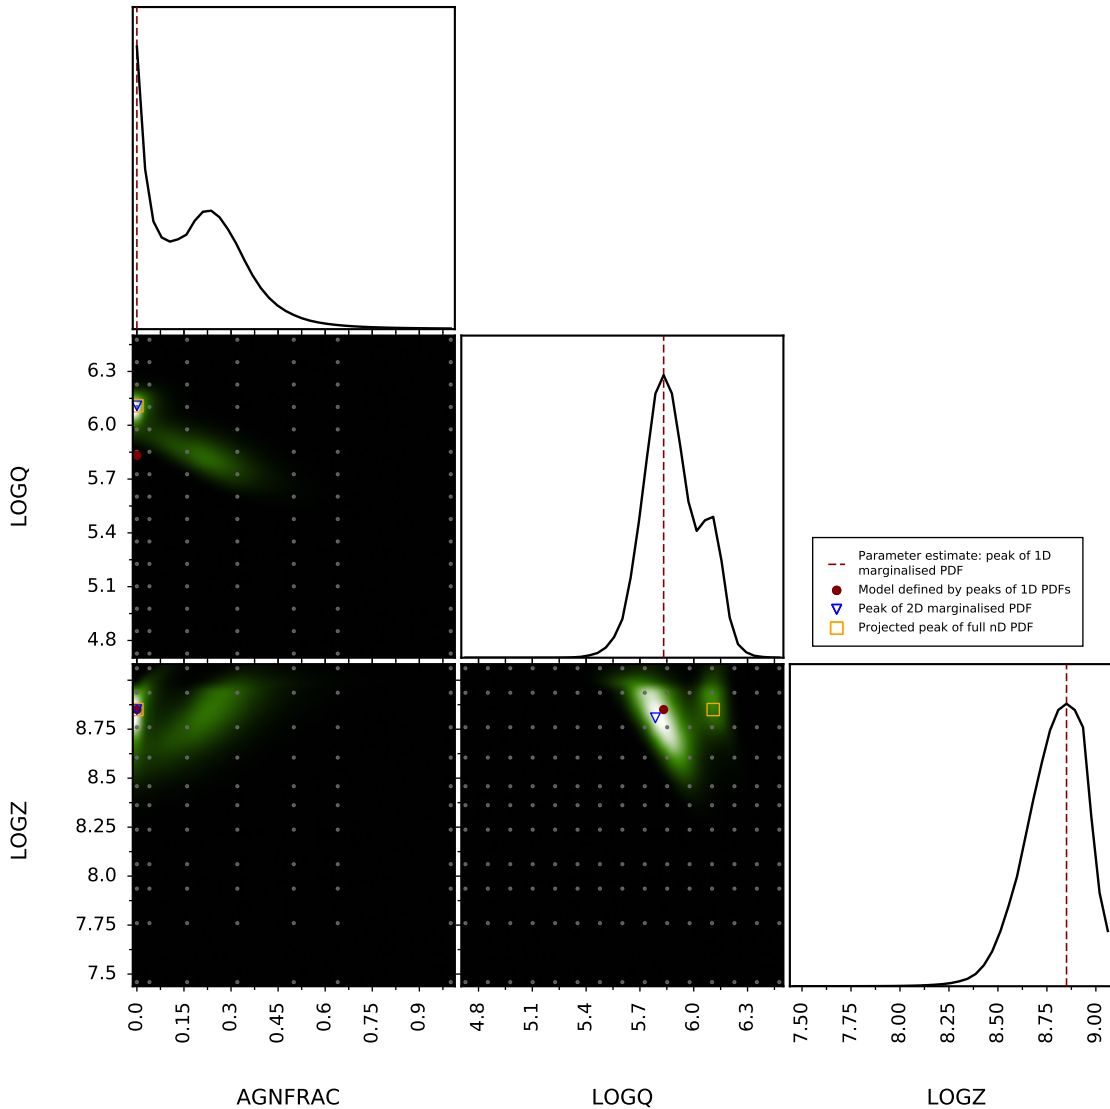 6.3
6.0
5.7
5.4
5.1
4.8
LOGQ
Parameter estimate: peak of 1D
marginalised PDF
Model defined by peaks of 1D PDFs
Peak of 2D marginalised PDF
Projected peak of full nD PDF
8.75
8.5
8.25
8.0
7.75
7.5
LOGZ
0.0 0.15 0.3 0.45 0.6 0.75 0.9
4.8 5.1 5.4 5.7 6.0 6.3
7.50 7.75 8.00 8.25 8.50 8.75 9.00
AGNFRAC LOGQ LOGZ